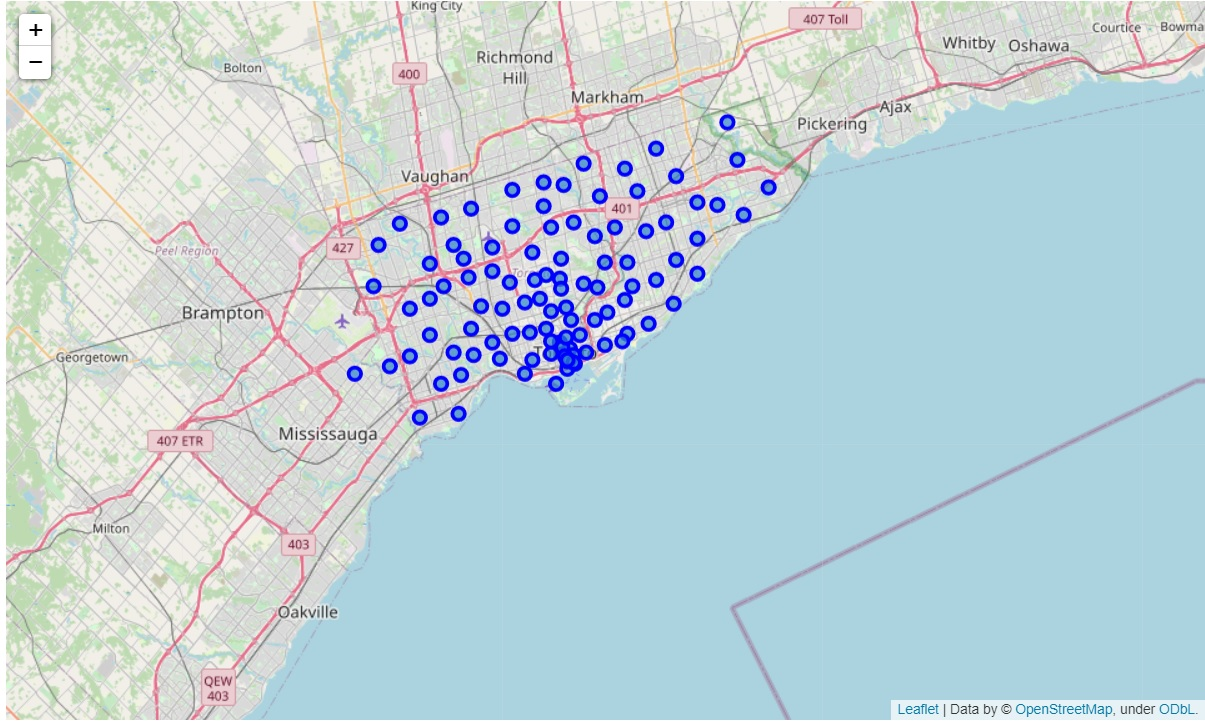 +
−
King City
407 Toll
Courtice
Bowma
Whitby
Oshawa
Richmond
Hill
Bolton
400
Markham
Ajax
Pickering
Vaughan
401
427
Peel Region
Brampton
Georgetown
Mississauga
407 ETR
Milton
403
Oakville
QEW
403
Leaflet | Data by © OpenStreetMap, under ODbL.